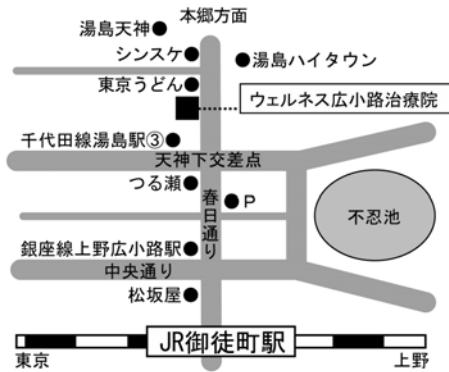 本郷方面
湯島天神
シンスケ
湯島ハイタウン
東京うどん
ウェルネス広小路治療院
千代田線湯島駅③
天神下交差点
つる瀬
春日通り
P
不忍池
銀座線上野広小路駅
中央通り
松坂屋
JR御徒町駅
東京
上野